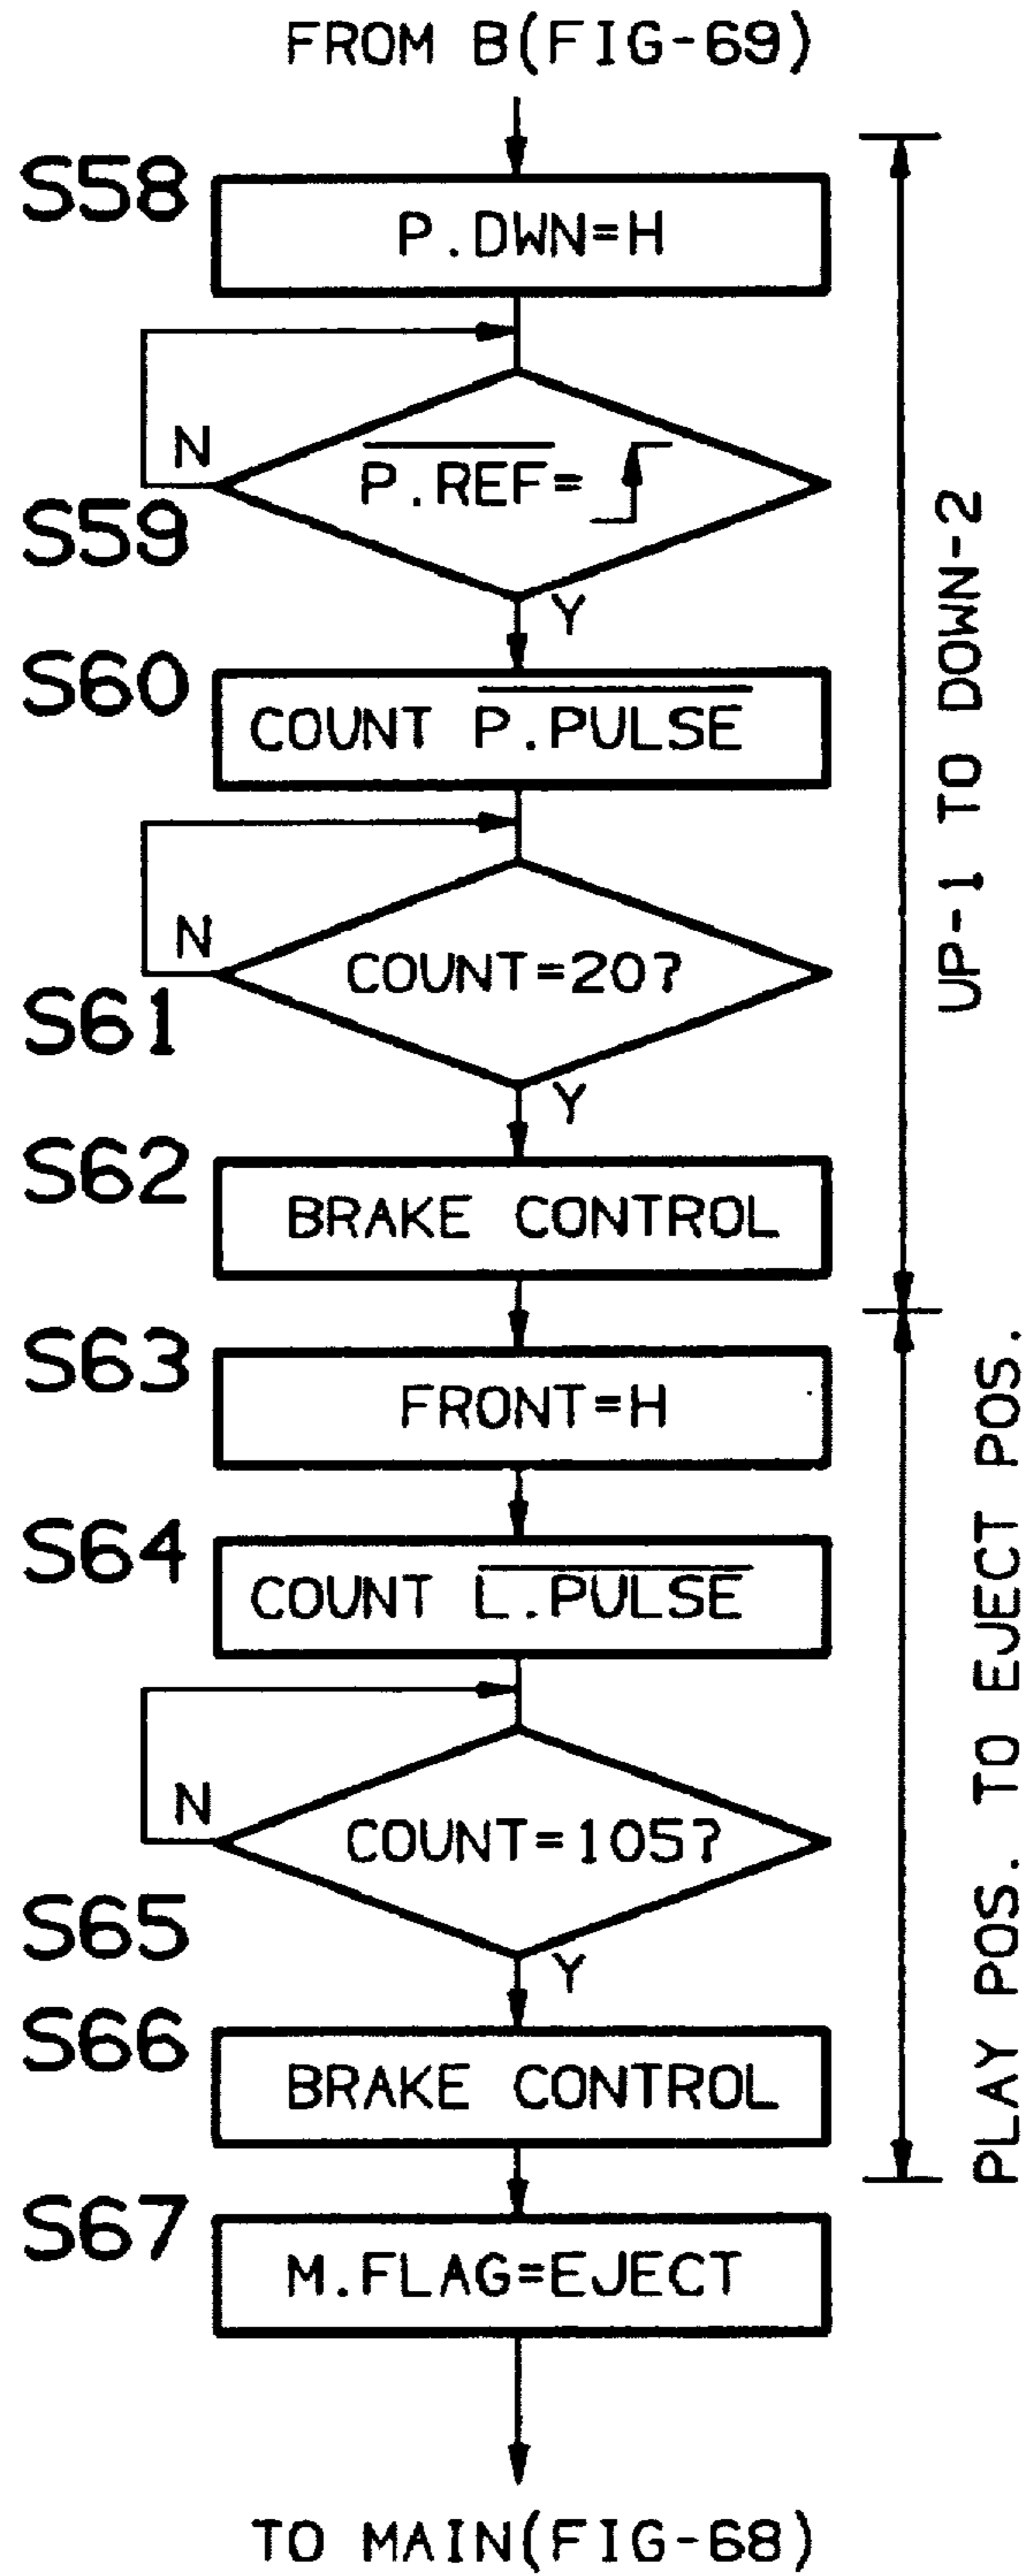 FROM B(FIG-69)
S58
P.DWN=H
N
P.REF=
S59
Y
S60
COUNT P.PULSE
N
COUNT=20?
S61
Y
S62
BRAKE CONTROL
UP-1 TO DOWN-2
S63
FRONT=H
S64
COUNT L.PULSE
N
COUNT=105?
S65
Y
S66
BRAKE CONTROL
PLAY POS. TO EJECT POS.
S67
M.FLAG=EJECT
TO MAIN(FIG-68)